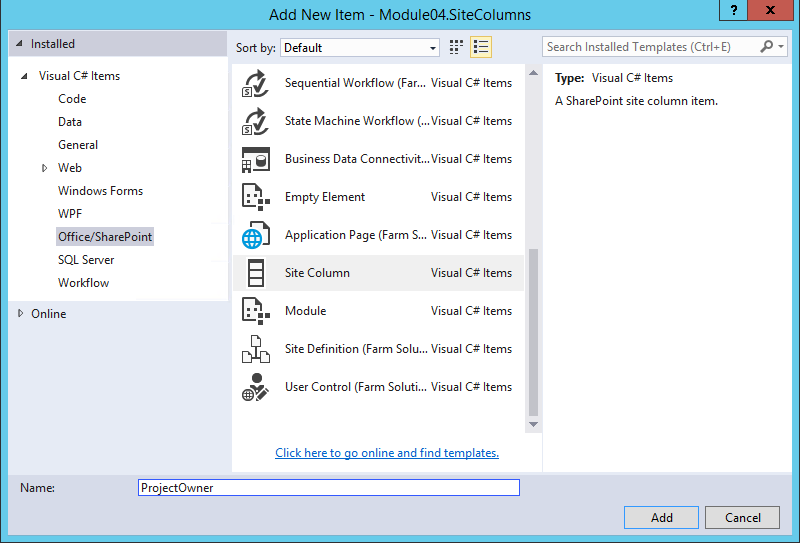 Add New Item - Module04.SiteColumns
? x
Installed
Sort by: Default
Search Installed Templates (Ctrl+E)
Visual C# Items
Code
Data
General
Web
Windows Forms
WPF
Office/SharePoint
SQL Server
Workflow
Online
Sequential Workflow (Far... Visual C# Items
State Machine Workflow (... Visual C# Items
Business Data Connectivit... Visual C# Items
Empty Element Visual C# Items
Application Page (Farm S... Visual C# Items
Site Column Visual C# Items
Module Visual C# Items
Site Definition (Farm Solu... Visual C# Items
User Control (Farm Soluti... Visual C# Items
Click here to go online and find templates.
Type: Visual C# Items
A SharePoint site column item.
Name: ProjectOwner
Add Cancel